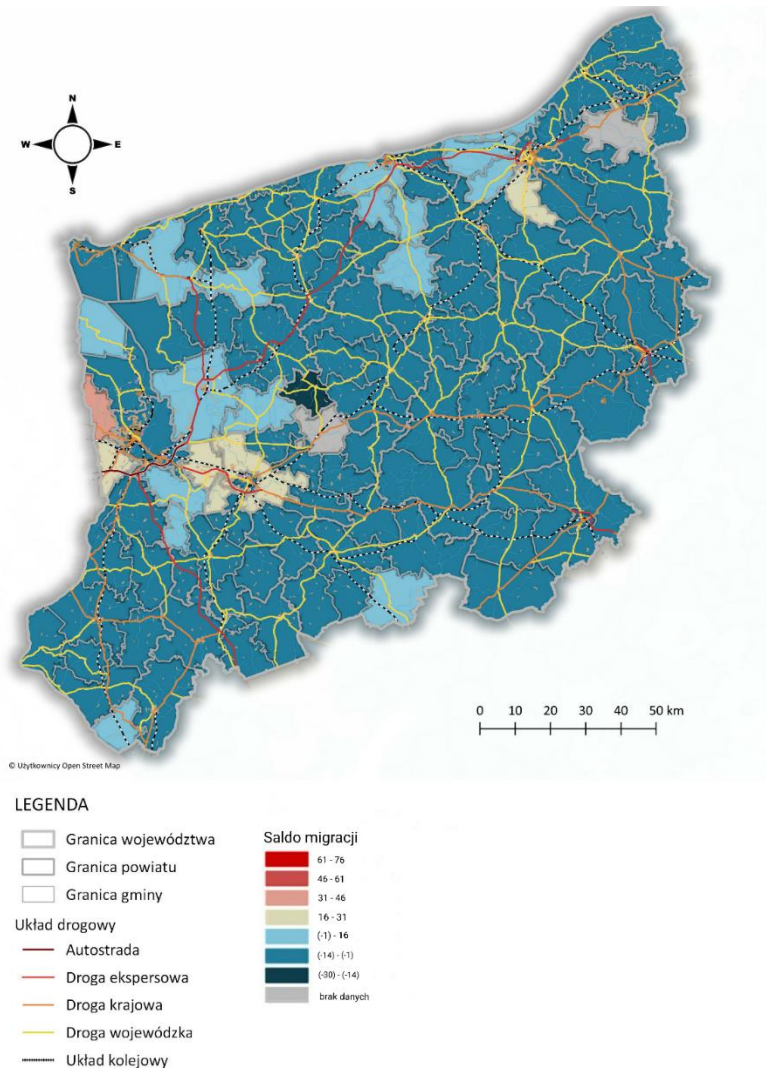 N
W E
S
0 10 20 30 40 50 km
© Użytkownicy Open Street Map
LEGENDA
Granica województwa
Granica powiatu
Granica gminy
Układ drogowy
Autostrada
Droga ekspersowa
Droga krajowa
Droga wojewódzka
Układ kolejowy
Saldo migracji
61 - 76
46 - 61
31 - 46
16 - 31
(-1) - 16
(-14) - (-1)
(-30) - (-14)
brak danych